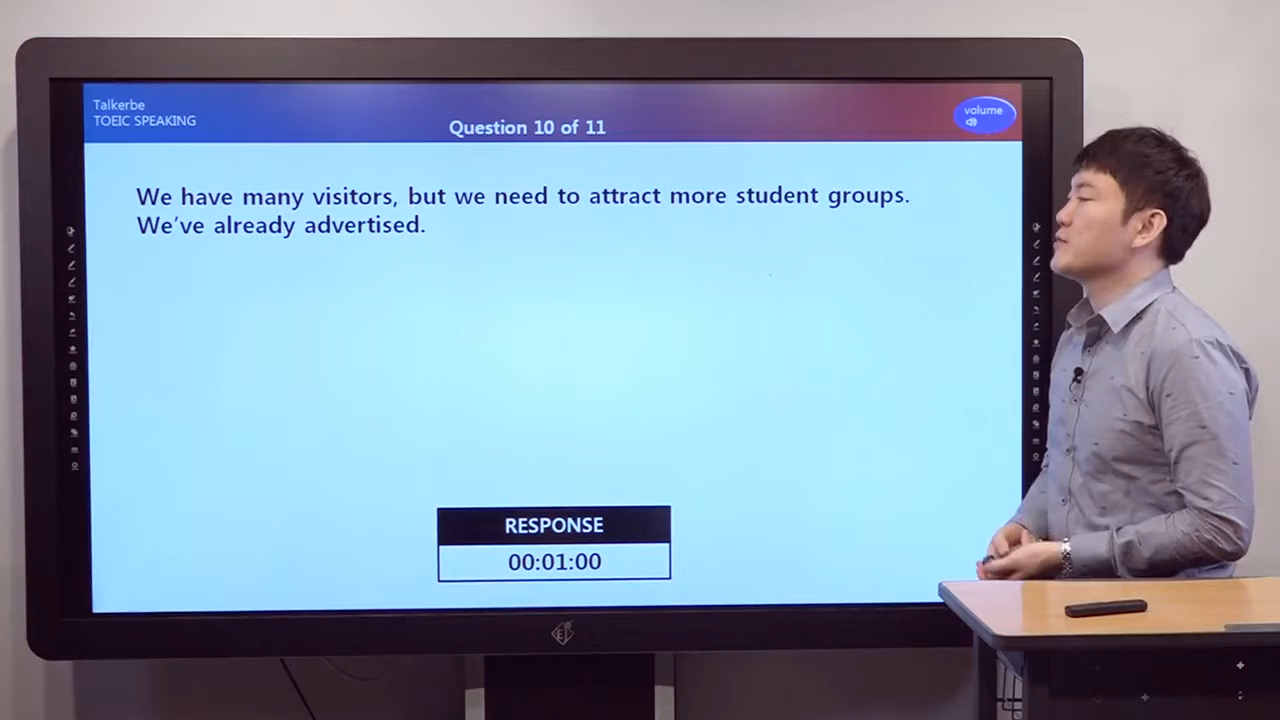 Talkerbe
TOEIC SPEAKING
Question 10 of 11
volume
We have many visitors, but we need to attract more student groups.
We've already advertised.
RESPONSE
00:01:00